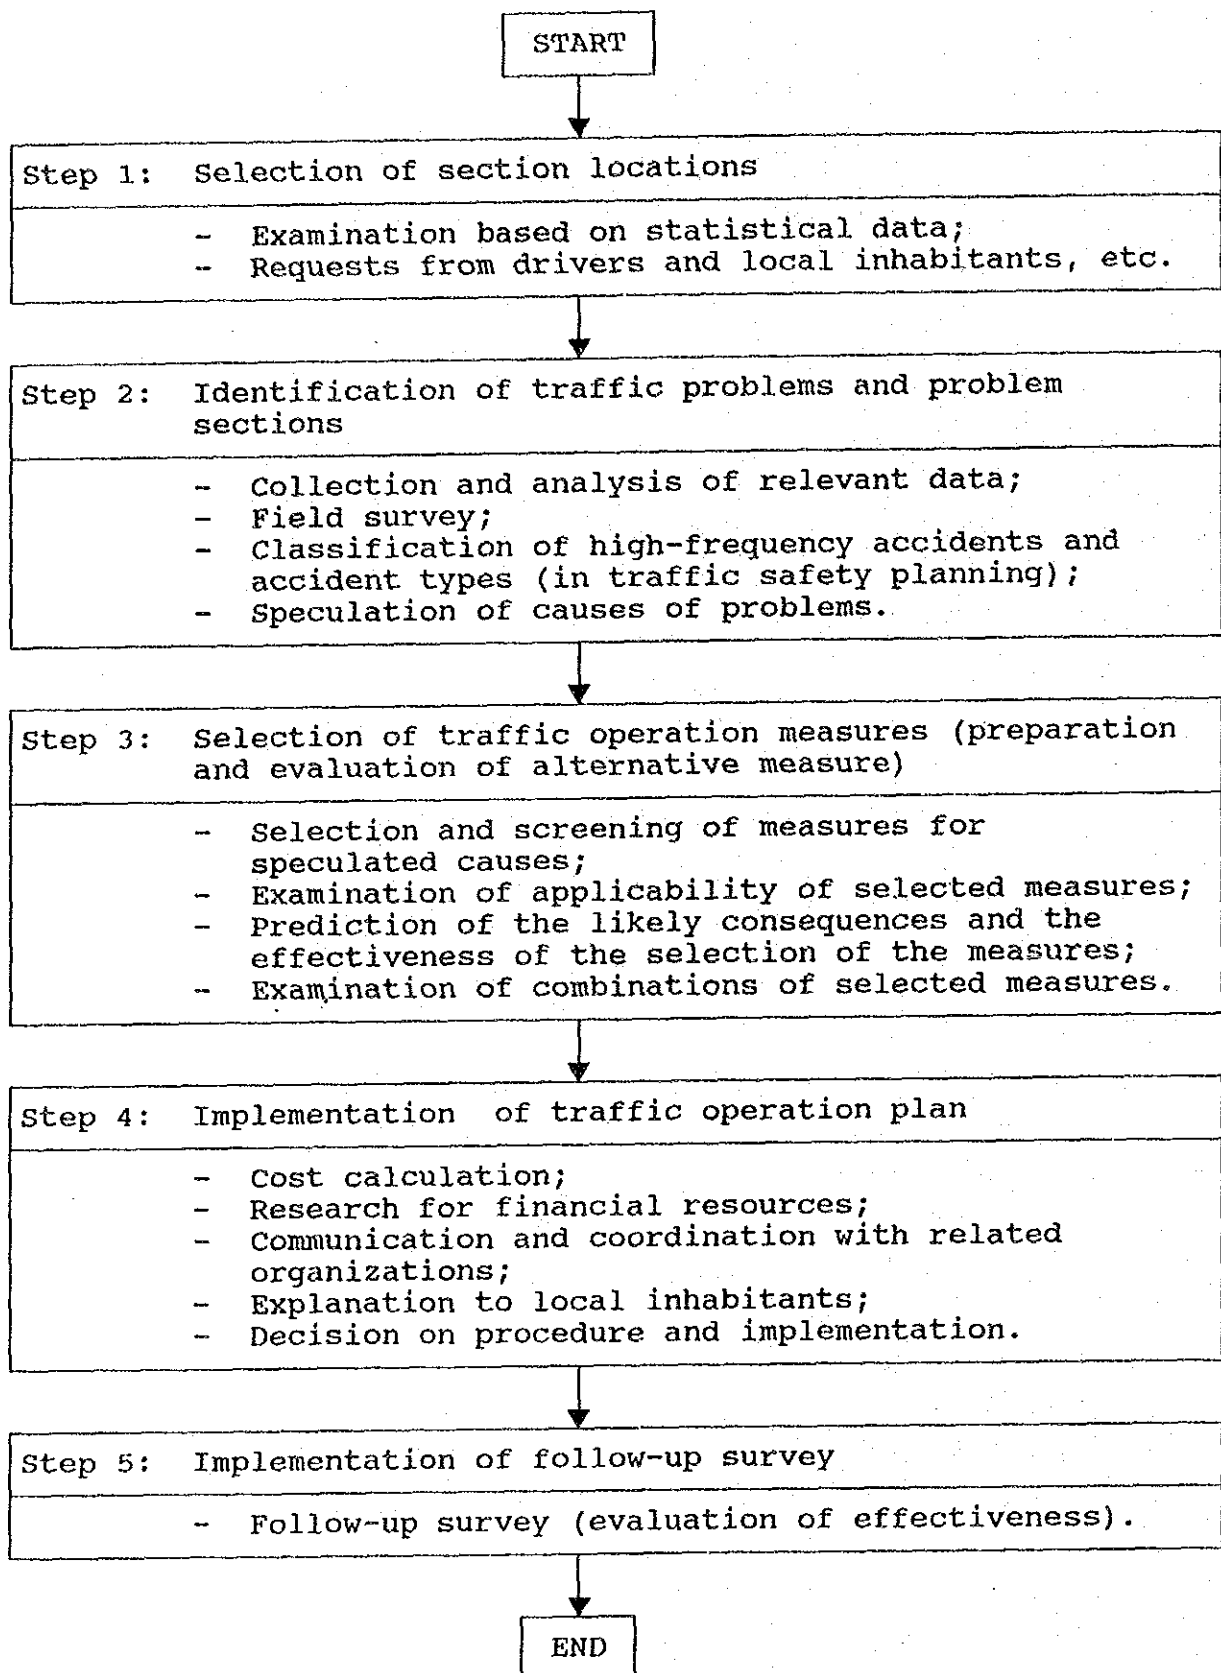 START
Step 1: Selection of section locations
- Examination based on statistical data;
- Requests from drivers and local inhabitants, etc.
Step 2: Identification of traffic problems and problem
sections
- Collection and analysis of relevant data;
- Field survey;
- Classification of high-frequency accidents and
accident types (in traffic safety planning);
- Speculation of causes of problems.
Step 3: Selection of traffic operation measures (preparation
and evaluation of alternative measure)
- Selection and screening of measures for
speculated causes;
- Examination of applicability of selected measures;
- Prediction of the likely consequences and the
effectiveness of the selection of the measures;
- Examination of combinations of selected measures.
Step 4: Implementation of traffic operation plan
- Cost calculation;
- Research for financial resources;
- Communication and coordination with related
organizations;
- Explanation to local inhabitants;
- Decision on procedure and implementation.
Step 5: Implementation of follow-up survey
- Follow-up survey (evaluation of effectiveness).
END